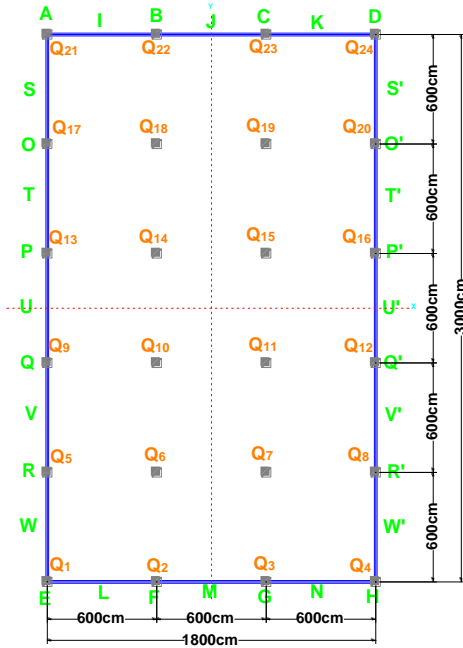 A I B J C K D
Y
Q21 Q22 Q23 Q24
S S'
600cm
Q17 Q18 Q19 Q20
O O'
T T'
600cm
Q13 Q14 Q15 Q16
P P'
U U'
X
600cm
3000cm
Q9 Q10 Q11 Q12
Q Q'
V V'
600cm
Q5 Q6 Q7 Q8
R R'
W W'
600cm
Q1 Q2 Q3 Q4
E L F M G N H
600cm 600cm 600cm
1800cm